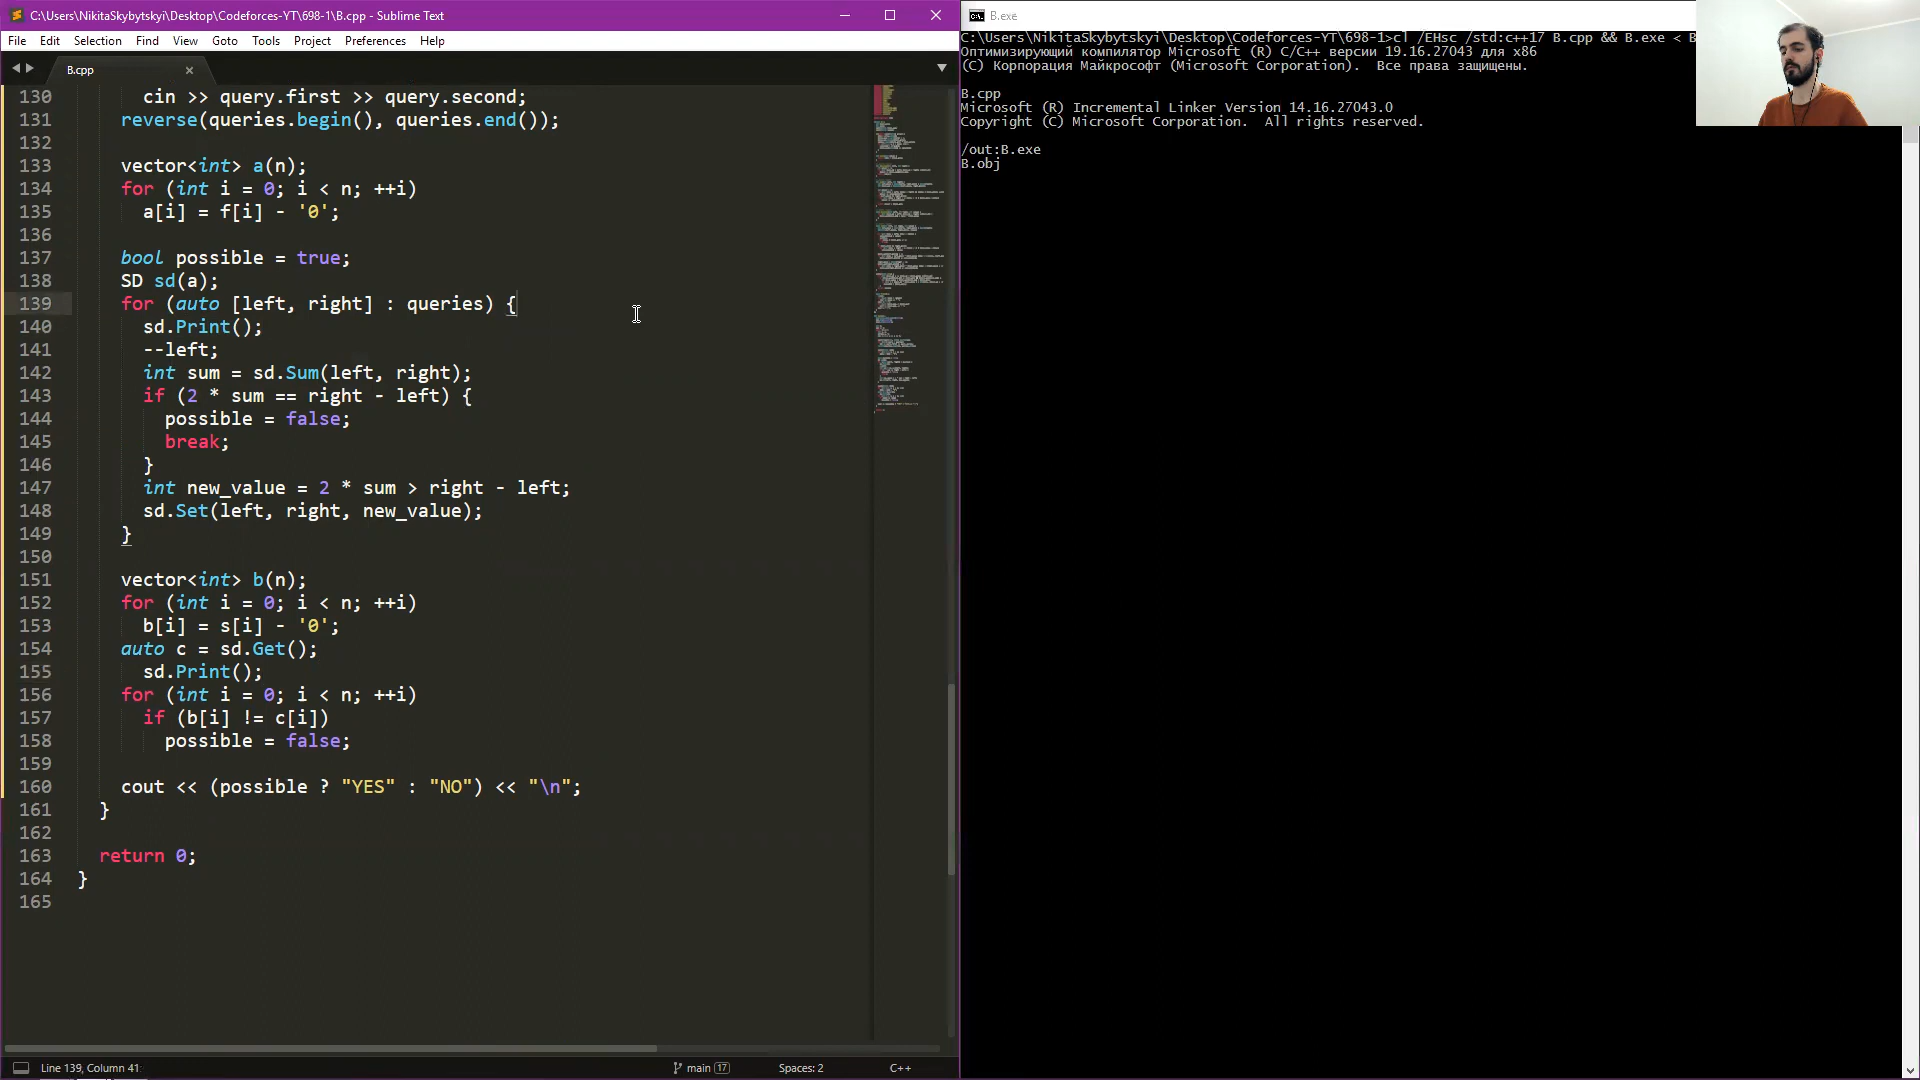 C:\Users\NikitaSkybytskyi\Desktop\Codeforces-YT\698-1\B.cpp - Sublime Text
File Edit Selection Find View Goto Tools Project Preferences Help
B.cpp
130 cin >> query.first >> query.second;
131 reverse(queries.begin(), queries.end());
132
133 vector<int> a(n);
134 for (int i = 0; i < n; ++i)
135 a[i] = f[i] - '0';
136
137 bool possible = true;
138 SD sd(a);
139 for (auto [left, right] : queries) {
140 sd.Print();
141 --left;
142 int sum = sd.Sum(left, right);
143 if (2 * sum == right - left) {
144 possible = false;
145 break;
146 }
147 int new_value = 2 * sum > right - left;
148 sd.Set(left, right, new_value);
149 }
150
151 vector<int> b(n);
152 for (int i = 0; i < n; ++i)
153 b[i] = s[i] - '0';
154 auto c = sd.Get();
155 sd.Print();
156 for (int i = 0; i < n; ++i)
157 if (b[i] != c[i])
158 possible = false;
159
160 cout << (possible ? "YES" : "NO") << "\n";
161 }
162
163 return 0;
164 }
165
Line 139, Column 41
main 17
Spaces: 2
C++
B.exe
C:\Users\NikitaSkybytskyi\Desktop\Codeforces-YT\698-1>cl /EHsc /std:c++17 B.cpp && B.exe < B
Оптимизирующий компилятор Microsoft (R) C/C++ версии 19.16.27043 для x86
(C) Корпорация Майкрософт (Microsoft Corporation). Все права защищены.
B.cpp
Microsoft (R) Incremental Linker Version 14.16.27043.0
Copyright (C) Microsoft Corporation. All rights reserved.
/out:B.exe
B.obj